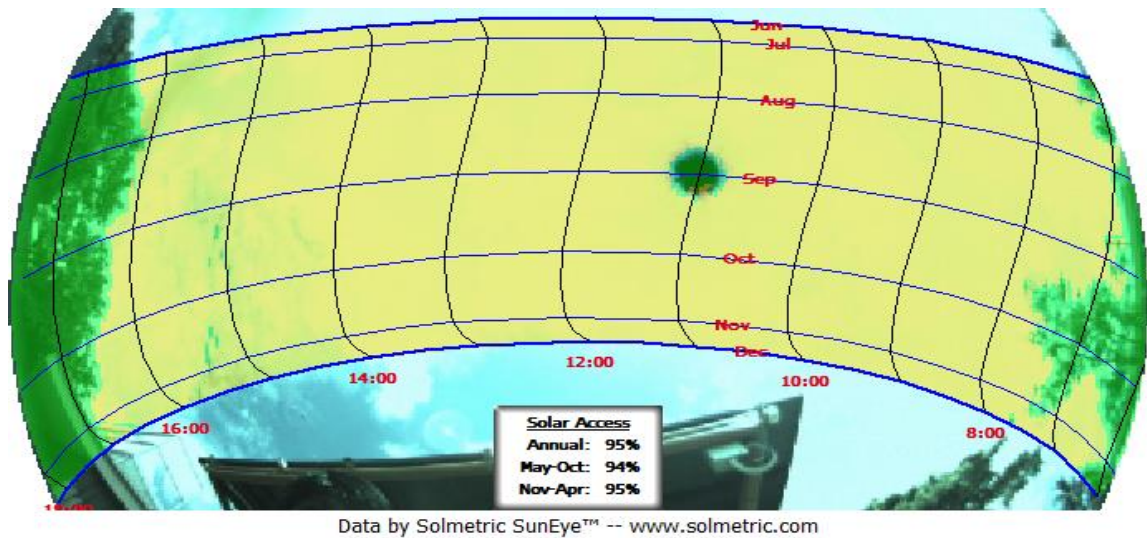 Jun
Jul
Aug
Sep
Oct
Nov
Dec
12:00
14:00
10:00
16:00
8:00
Solar Access
Annual: 95%
May-Oct: 94%
Nov-Apr: 95%
Data by Solmetric SunEye™ -- www.solmetric.com